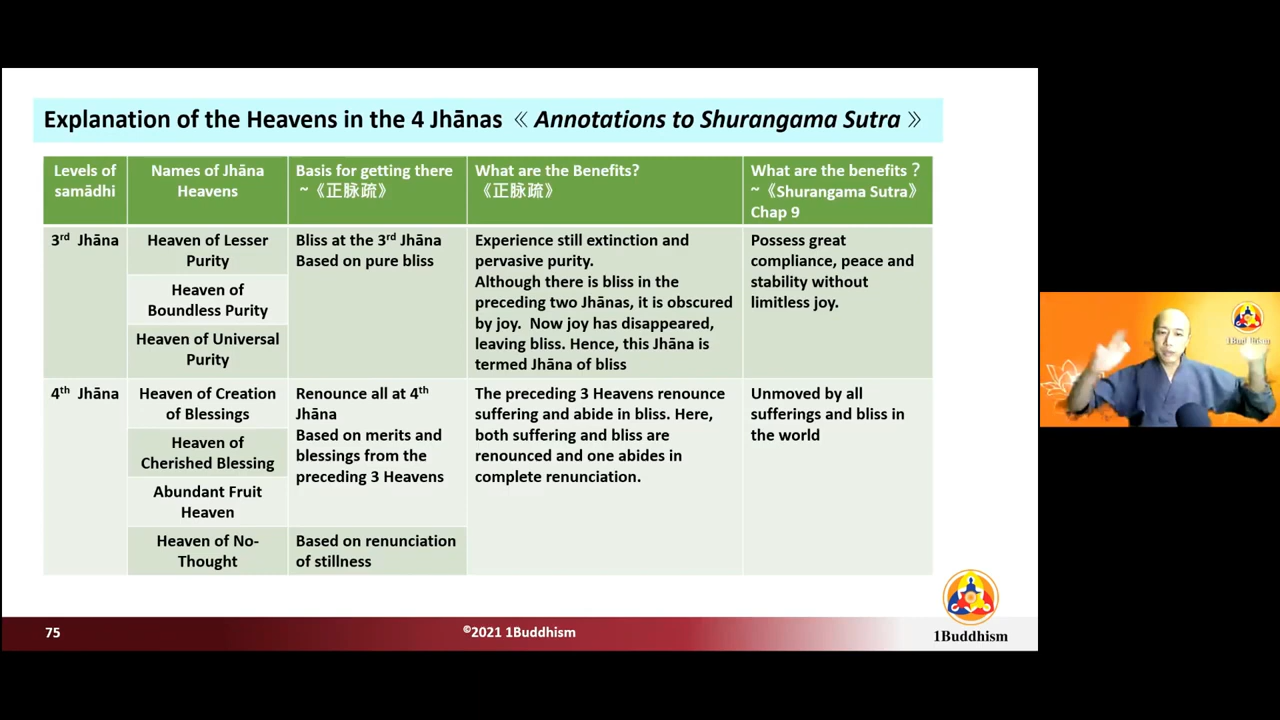 Explanation of the Heavens in the 4 Jhānas 《 Annotations to Shurangama Sutra 》
Levels of
samādhi
Names of Jhāna
Heavens
Basis for getting there
~《正脉疏》
What are the Benefits?
《正脉疏》
What are the benefits？
~《Shurangama Sutra》
Chap 9
3rd Jhāna
Heaven of Lesser
Purity
Heaven of
Boundless Purity
Heaven of Universal
Purity
Bliss at the 3rd Jhāna
Based on pure bliss
Experience still extinction and
pervasive purity.
Although there is bliss in the
preceding two Jhānas, it is obscured
by joy. Now joy has disappeared,
leaving bliss. Hence, this Jhāna is
termed Jhāna of bliss
Possess great
compliance, peace and
stability without
limitless joy.
4th Jhāna
Heaven of Creation
of Blessings
Heaven of
Cherished Blessing
Abundant Fruit
Heaven
Heaven of No-
Thought
Renounce all at 4th
Jhāna
Based on merits and
blessings from the
preceding 3 Heavens
Based on renunciation
of stillness
The preceding 3 Heavens renounce
suffering and abide in bliss. Here,
both suffering and bliss are
renounced and one abides in
complete renunciation.
Unmoved by all
sufferings and bliss in
the world
75
©2021 1Buddhism
1Buddhism
1Buddhism